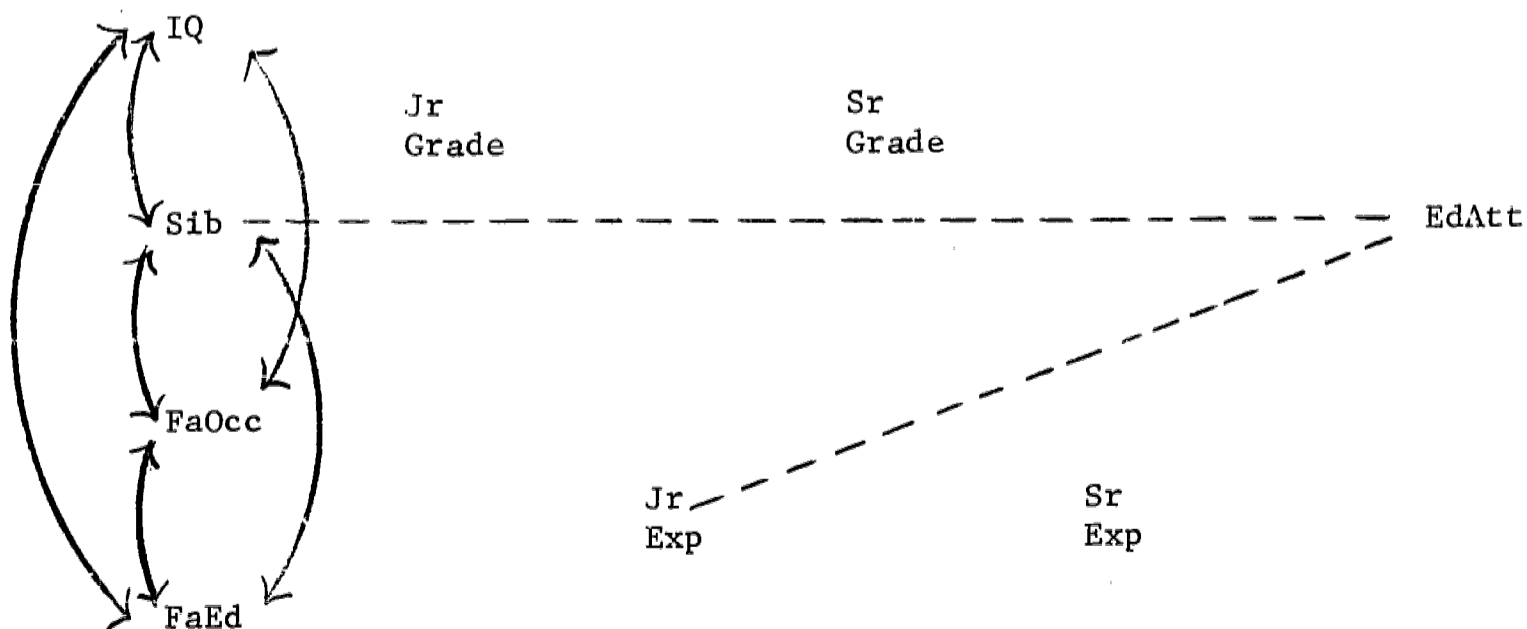 IQ
Jr
Grade
Sr
Grade
Sib
EdAtt
FaOcc
Jr
Exp
Sr
Exp
FaEd